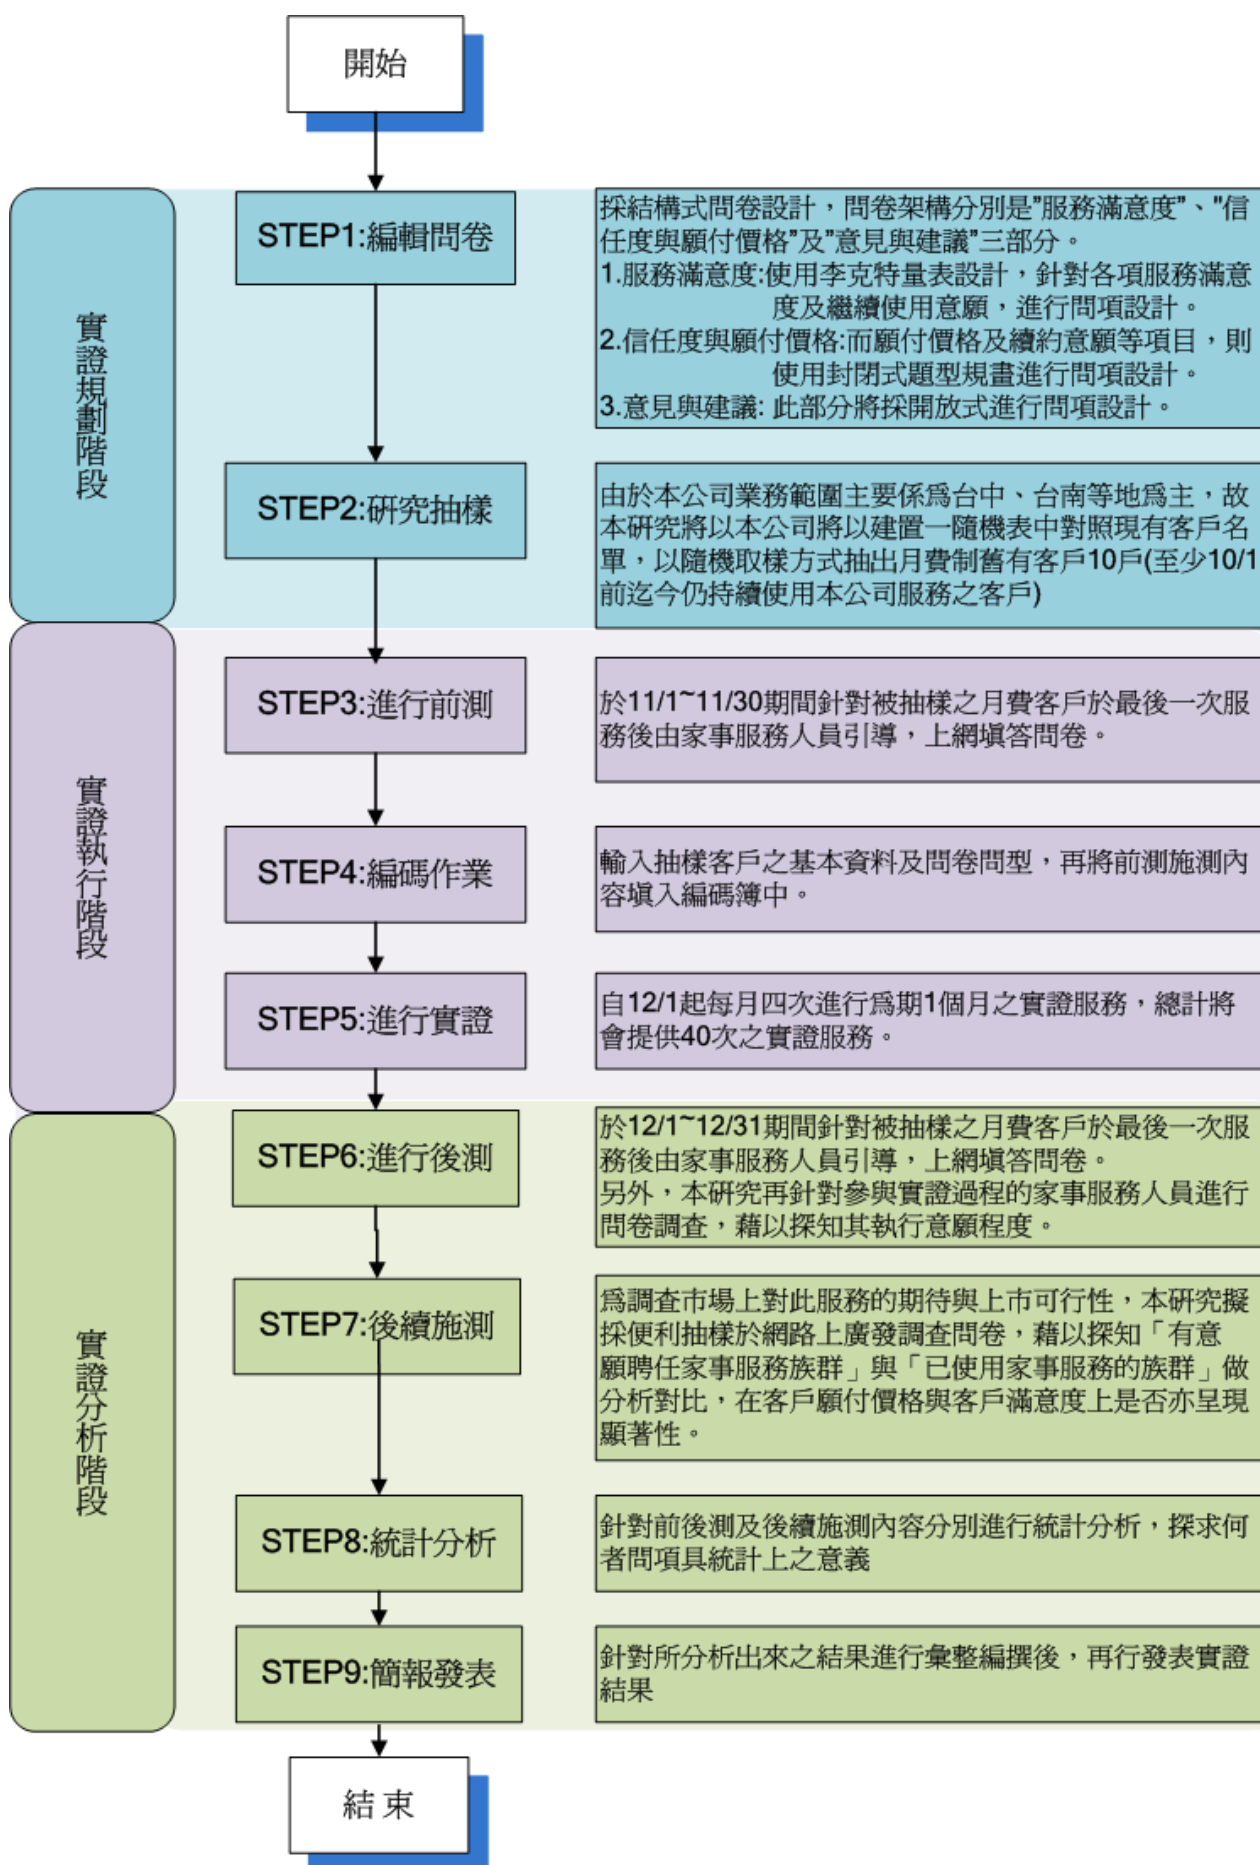 開始
實證規劃階段
STEP1:編輯問卷
採結構式問卷設計，問卷架構分別是”服務滿意度”、"信
任度與願付價格”及”意見與建議”三部分。
1.服務滿意度:使用李克特量表設計，針對各項服務滿意
度及繼續使用意願，進行問項設計。
2.信任度與願付價格:而願付價格及續約意願等項目，則
使用封閉式題型規畫進行問項設計。
3.意見與建議: 此部分將採開放式進行問項設計。
STEP2:研究抽樣
由於本公司業務範圍主要係為台中、台南等地為主，故
本研究將以本公司將以建置一隨機表中對照現有客戶名
單，以隨機取樣方式抽出月費制舊有客戶10戶(至少10/1
前迄今仍持續使用本公司服務之客戶)
實證執行階段
STEP3:進行前測
於11/1~11/30期間針對被抽樣之月費客戶於最後一次服
務後由家事服務人員引導，上網填答問卷。
STEP4:編碼作業
輸入抽樣客戶之基本資料及問卷問型，再將前測施測內
容填入編碼簿中。
STEP5:進行實證
自12/1起每月四次進行為期1個月之實證服務，總計將
會提供40次之實證服務。
實證分析階段
STEP6:進行後測
於12/1~12/31期間針對被抽樣之月費客戶於最後一次服
務後由家事服務人員引導，上網填答問卷。
另外，本研究再針對參與實證過程的家事服務人員進行
問卷調查，藉以探知其執行意願程度。
STEP7:後續施測
為調查市場上對此服務的期待與上市可行性，本研究擬
採便利抽樣於網路上廣發調查問卷，藉以探知「有意
願聘任家事服務族群」與「已使用家事服務的族群」做
分析對比，在客戶願付價格與客戶滿意度上是否亦呈現
顯著性。
STEP8:統計分析
針對前後測及後續施測內容分別進行統計分析，探求何
者問項具統計上之意義
STEP9:簡報發表
針對所分析出來之結果進行彙整編撰後，再行發表實證
結果
結束